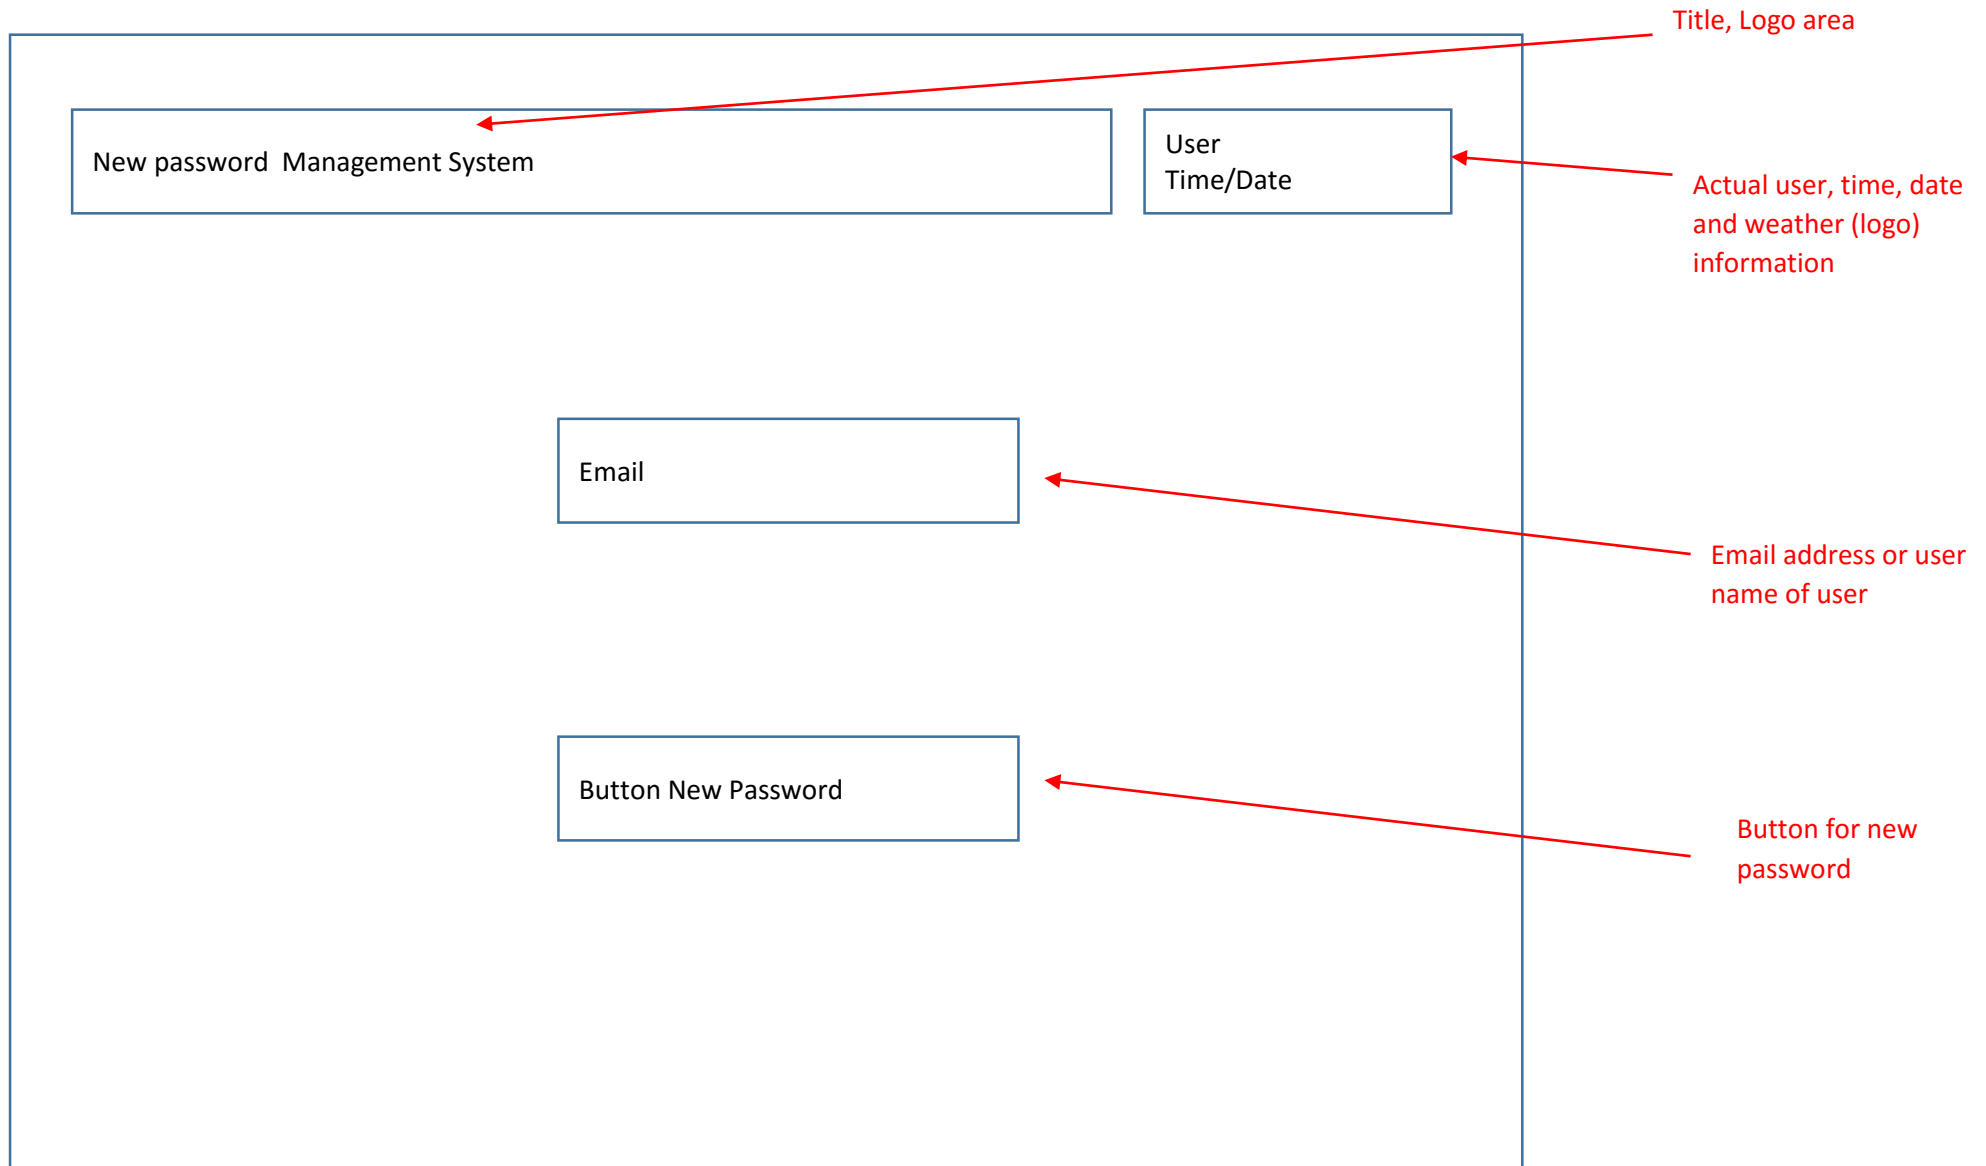 Title, Logo area
New password  Management System
User
Time/Date
Actual user, time, date
and weather (logo)
information
Email
Email address or user
name of user
Button New Password
Button for new
password